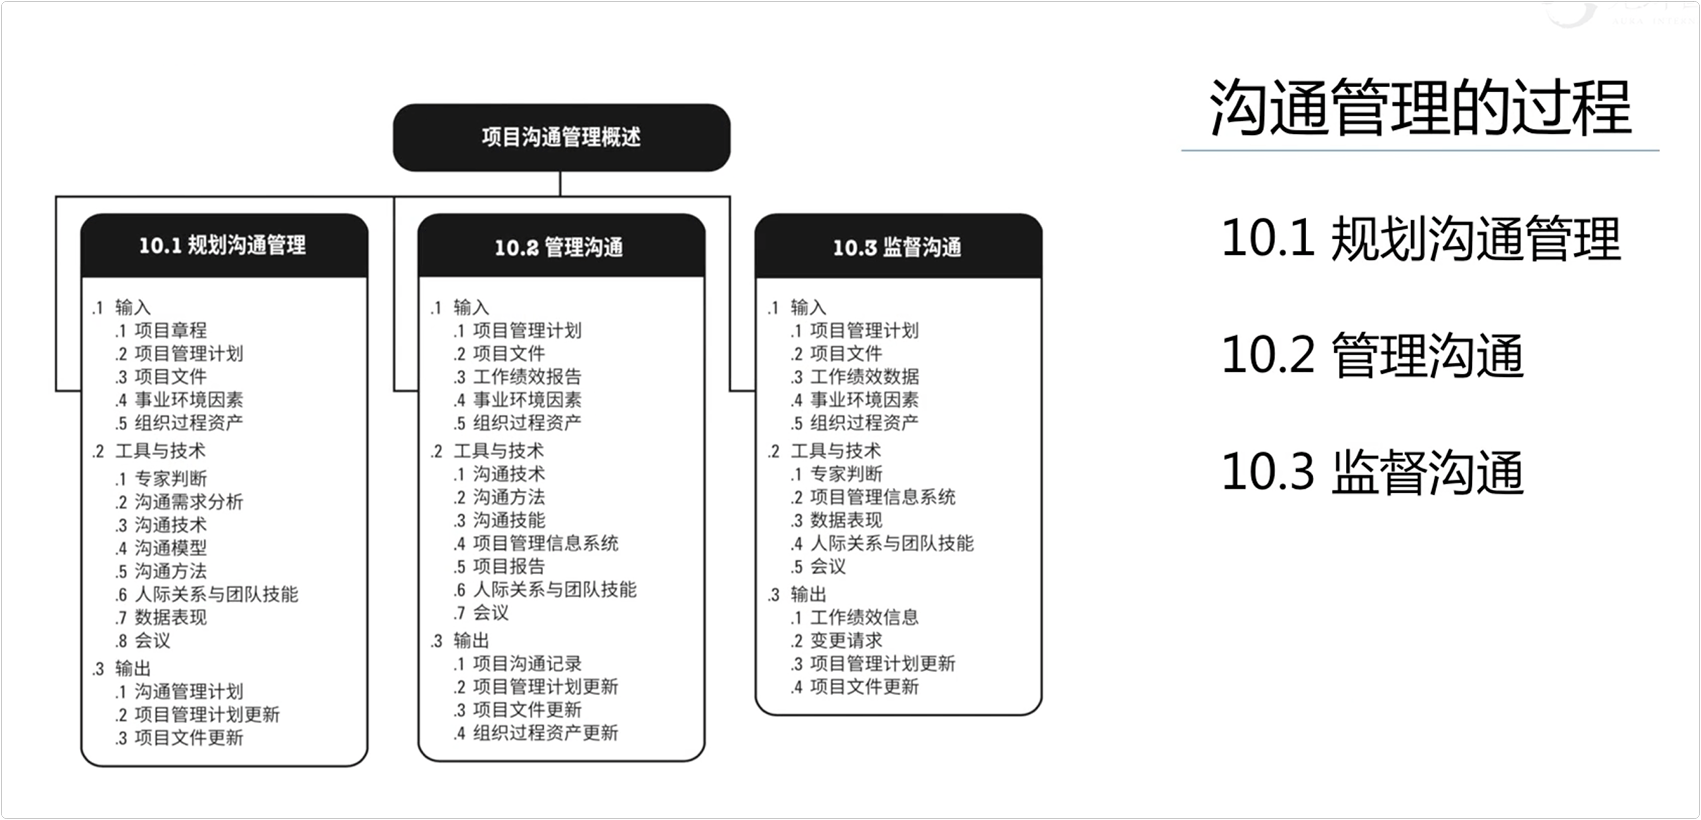 沟通管理的过程
项目沟通管理概述
10.1 规划沟通管理
.1 输入
.1 项目章程
.2 项目管理计划
.3 项目文件
.4 事业环境因素
.5 组织过程资产
.2 工具与技术
.1 专家判断
.2 沟通需求分析
.3 沟通技术
.4 沟通模型
.5 沟通方法
.6 人际关系与团队技能
.7 数据表现
.8 会议
.3 输出
.1 沟通管理计划
.2 项目管理计划更新
.3 项目文件更新
10.2 管理沟通
.1 输入
.1 项目管理计划
.2 项目文件
.3 工作绩效报告
.4 事业环境因素
.5 组织过程资产
.2 工具与技术
.1 沟通技术
.2 沟通方法
.3 沟通技能
.4 项目管理信息系统
.5 项目报告
.6 人际关系与团队技能
.7 会议
.3 输出
.1 项目沟通记录
.2 项目管理计划更新
.3 项目文件更新
.4 组织过程资产更新
10.3 监督沟通
.1 输入
.1 项目管理计划
.2 项目文件
.3 工作绩效数据
.4 事业环境因素
.5 组织过程资产
.2 工具与技术
.1 专家判断
.2 项目管理信息系统
.3 数据表现
.4 人际关系与团队技能
.5 会议
.3 输出
.1 工作绩效信息
.2 变更请求
.3 项目管理计划更新
.4 项目文件更新
10.1 规划沟通管理
10.2 管理沟通
10.3 监督沟通